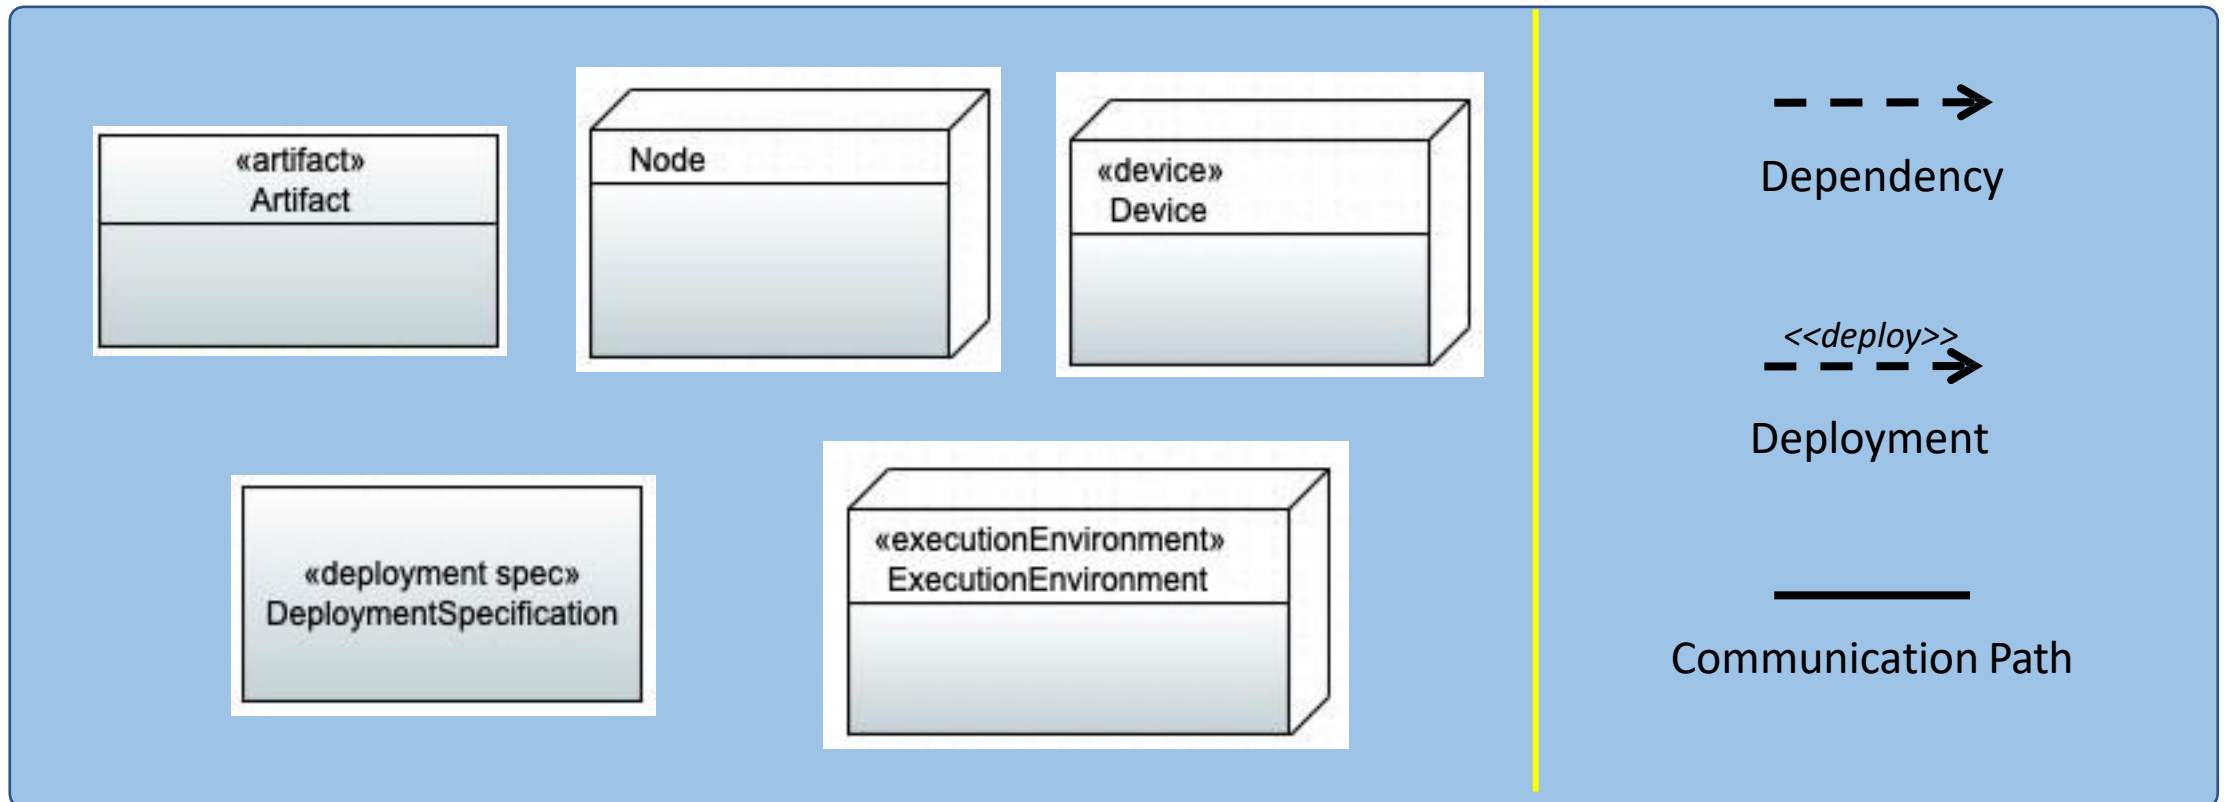 «artifact»
Artifact
Node
«device»
Device
«deployment spec»
DeploymentSpecification
«executionEnvironment»
ExecutionEnvironment
Dependency
<<deploy>>
Deployment
Communication Path